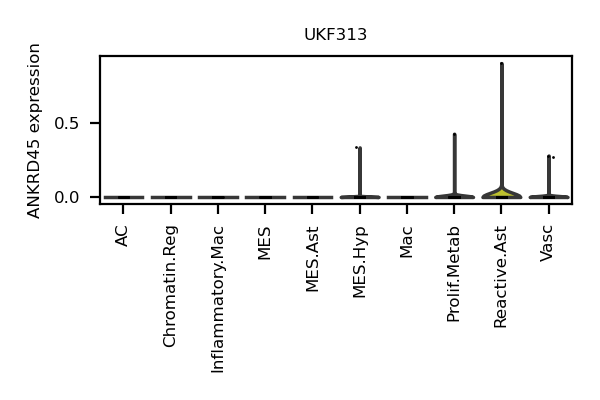 UKF313
ANKRD45 expression
0.5
0.0
AC
Chromatin.Reg
Inflammatory.Mac
MES
MES.Ast
MES.Hyp
Mac
Prolif.Metab
Reactive.Ast
Vasc